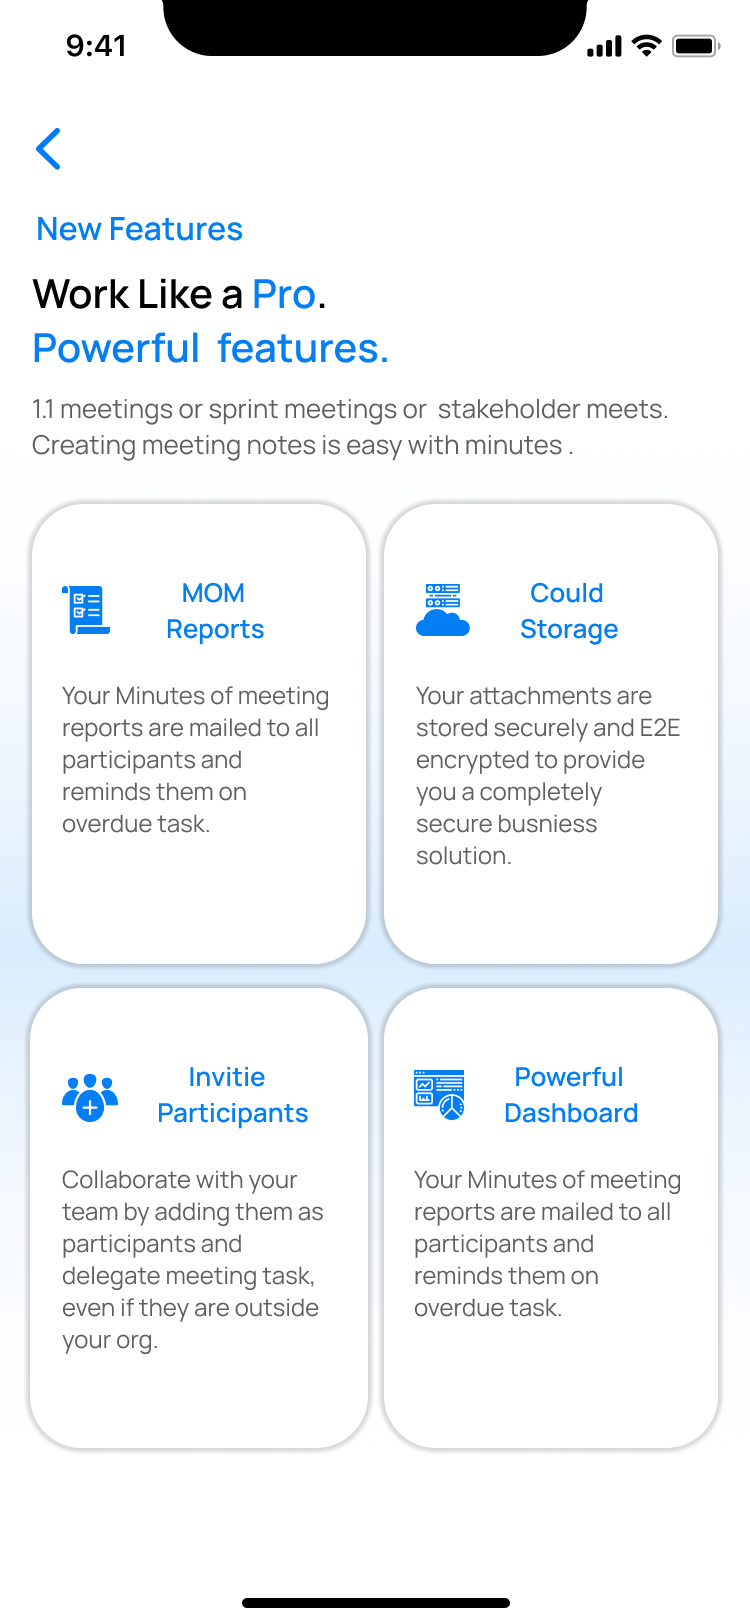 9:41
New Features
Work Like a Pro.
Powerful  features.
1.1 meetings or sprint meetings or  stakeholder meets.
Creating meeting notes is easy with minutes .
MOM
Reports
Your Minutes of meeting
reports are mailed to all
participants and
reminds them on
overdue task.
Could
Storage
Your attachments are
stored securely and E2E
encrypted to provide
you a completely
secure busniess
solution.
Invitie
Participants
Collaborate with your
team by adding them as
participants and
delegate meeting task,
even if they are outside
your org.
Powerful
Dashboard
Your Minutes of meeting
reports are mailed to all
participants and
reminds them on
overdue task.